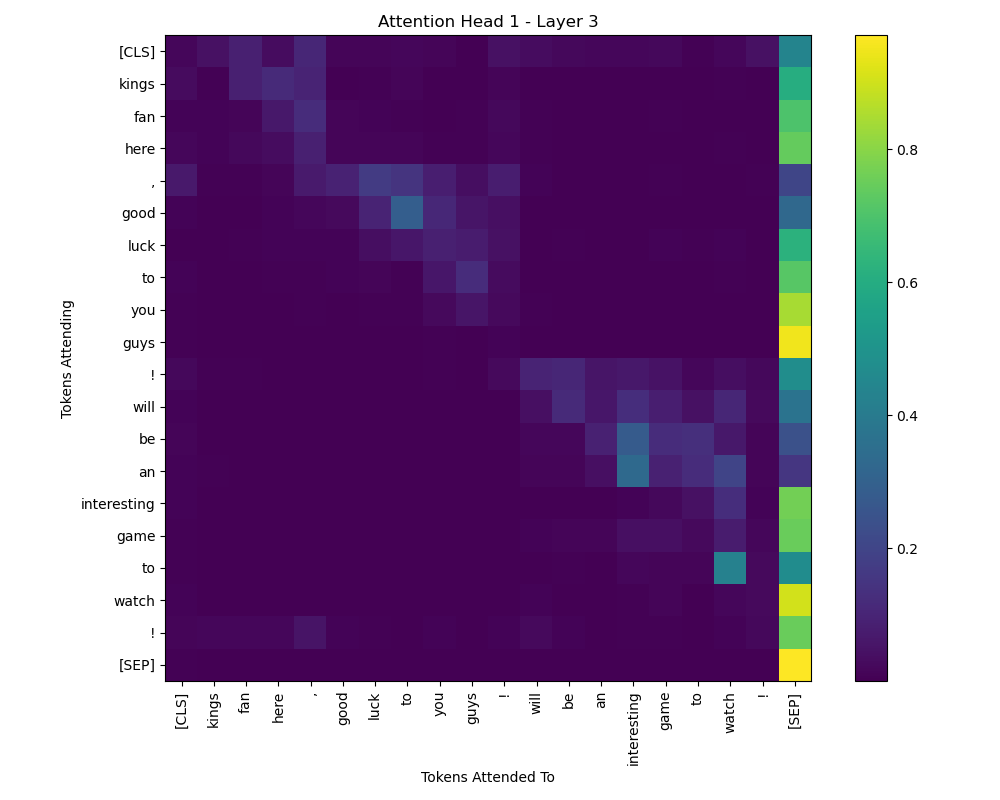 Attention Head 1 - Layer 3
Tokens Attending
[CLS]
kings
fan
here
,
good
luck
to
you
guys
!
will
be
an
interesting
game
to
watch
!
[SEP]
[CLS]
kings
fan
here
,
good
luck
to
you
guys
!
will
be
an
interesting
game
to
watch
!
[SEP]
Tokens Attended To
0.8
0.6
0.4
0.2